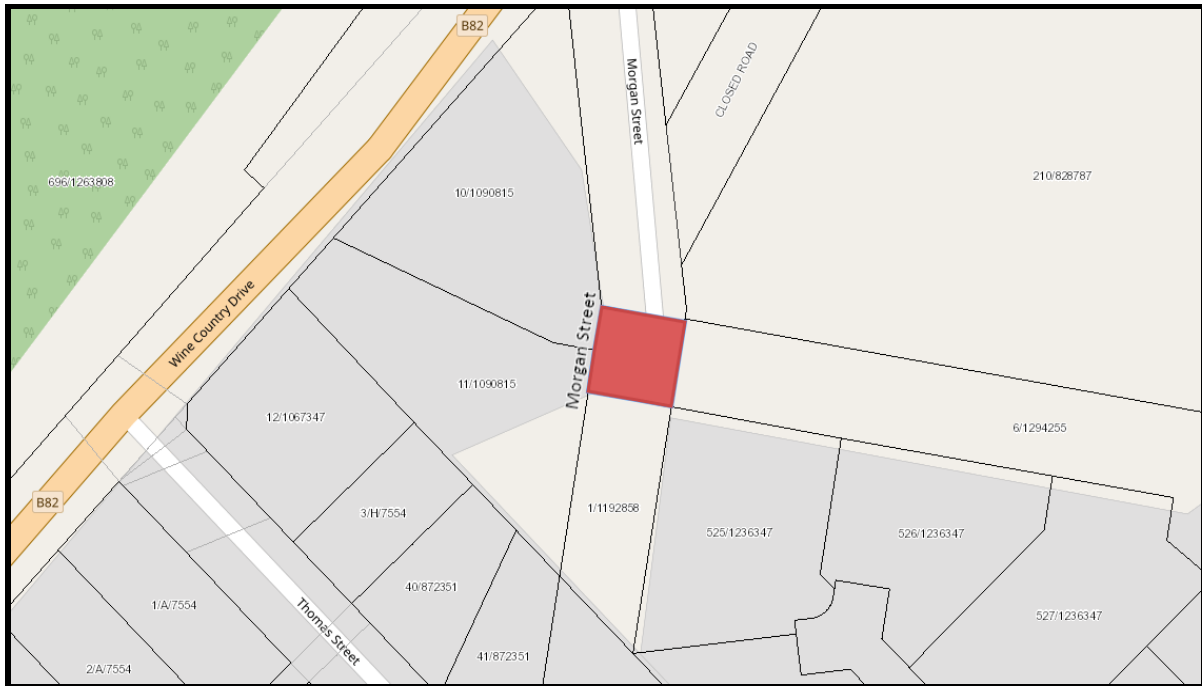 B82
Morgan Street
CLOSED ROAD
696/1263808
10/1090815
210/828787
Wine Country Drive
Morgan Street
11/1090815
12/1067347
6/1294255
B82
3/H/7554
1/1192858
525/1236347
526/1236347
40/872351
1/A/7554
527/1236347
Thomas Street
41/872351
2/A/7554